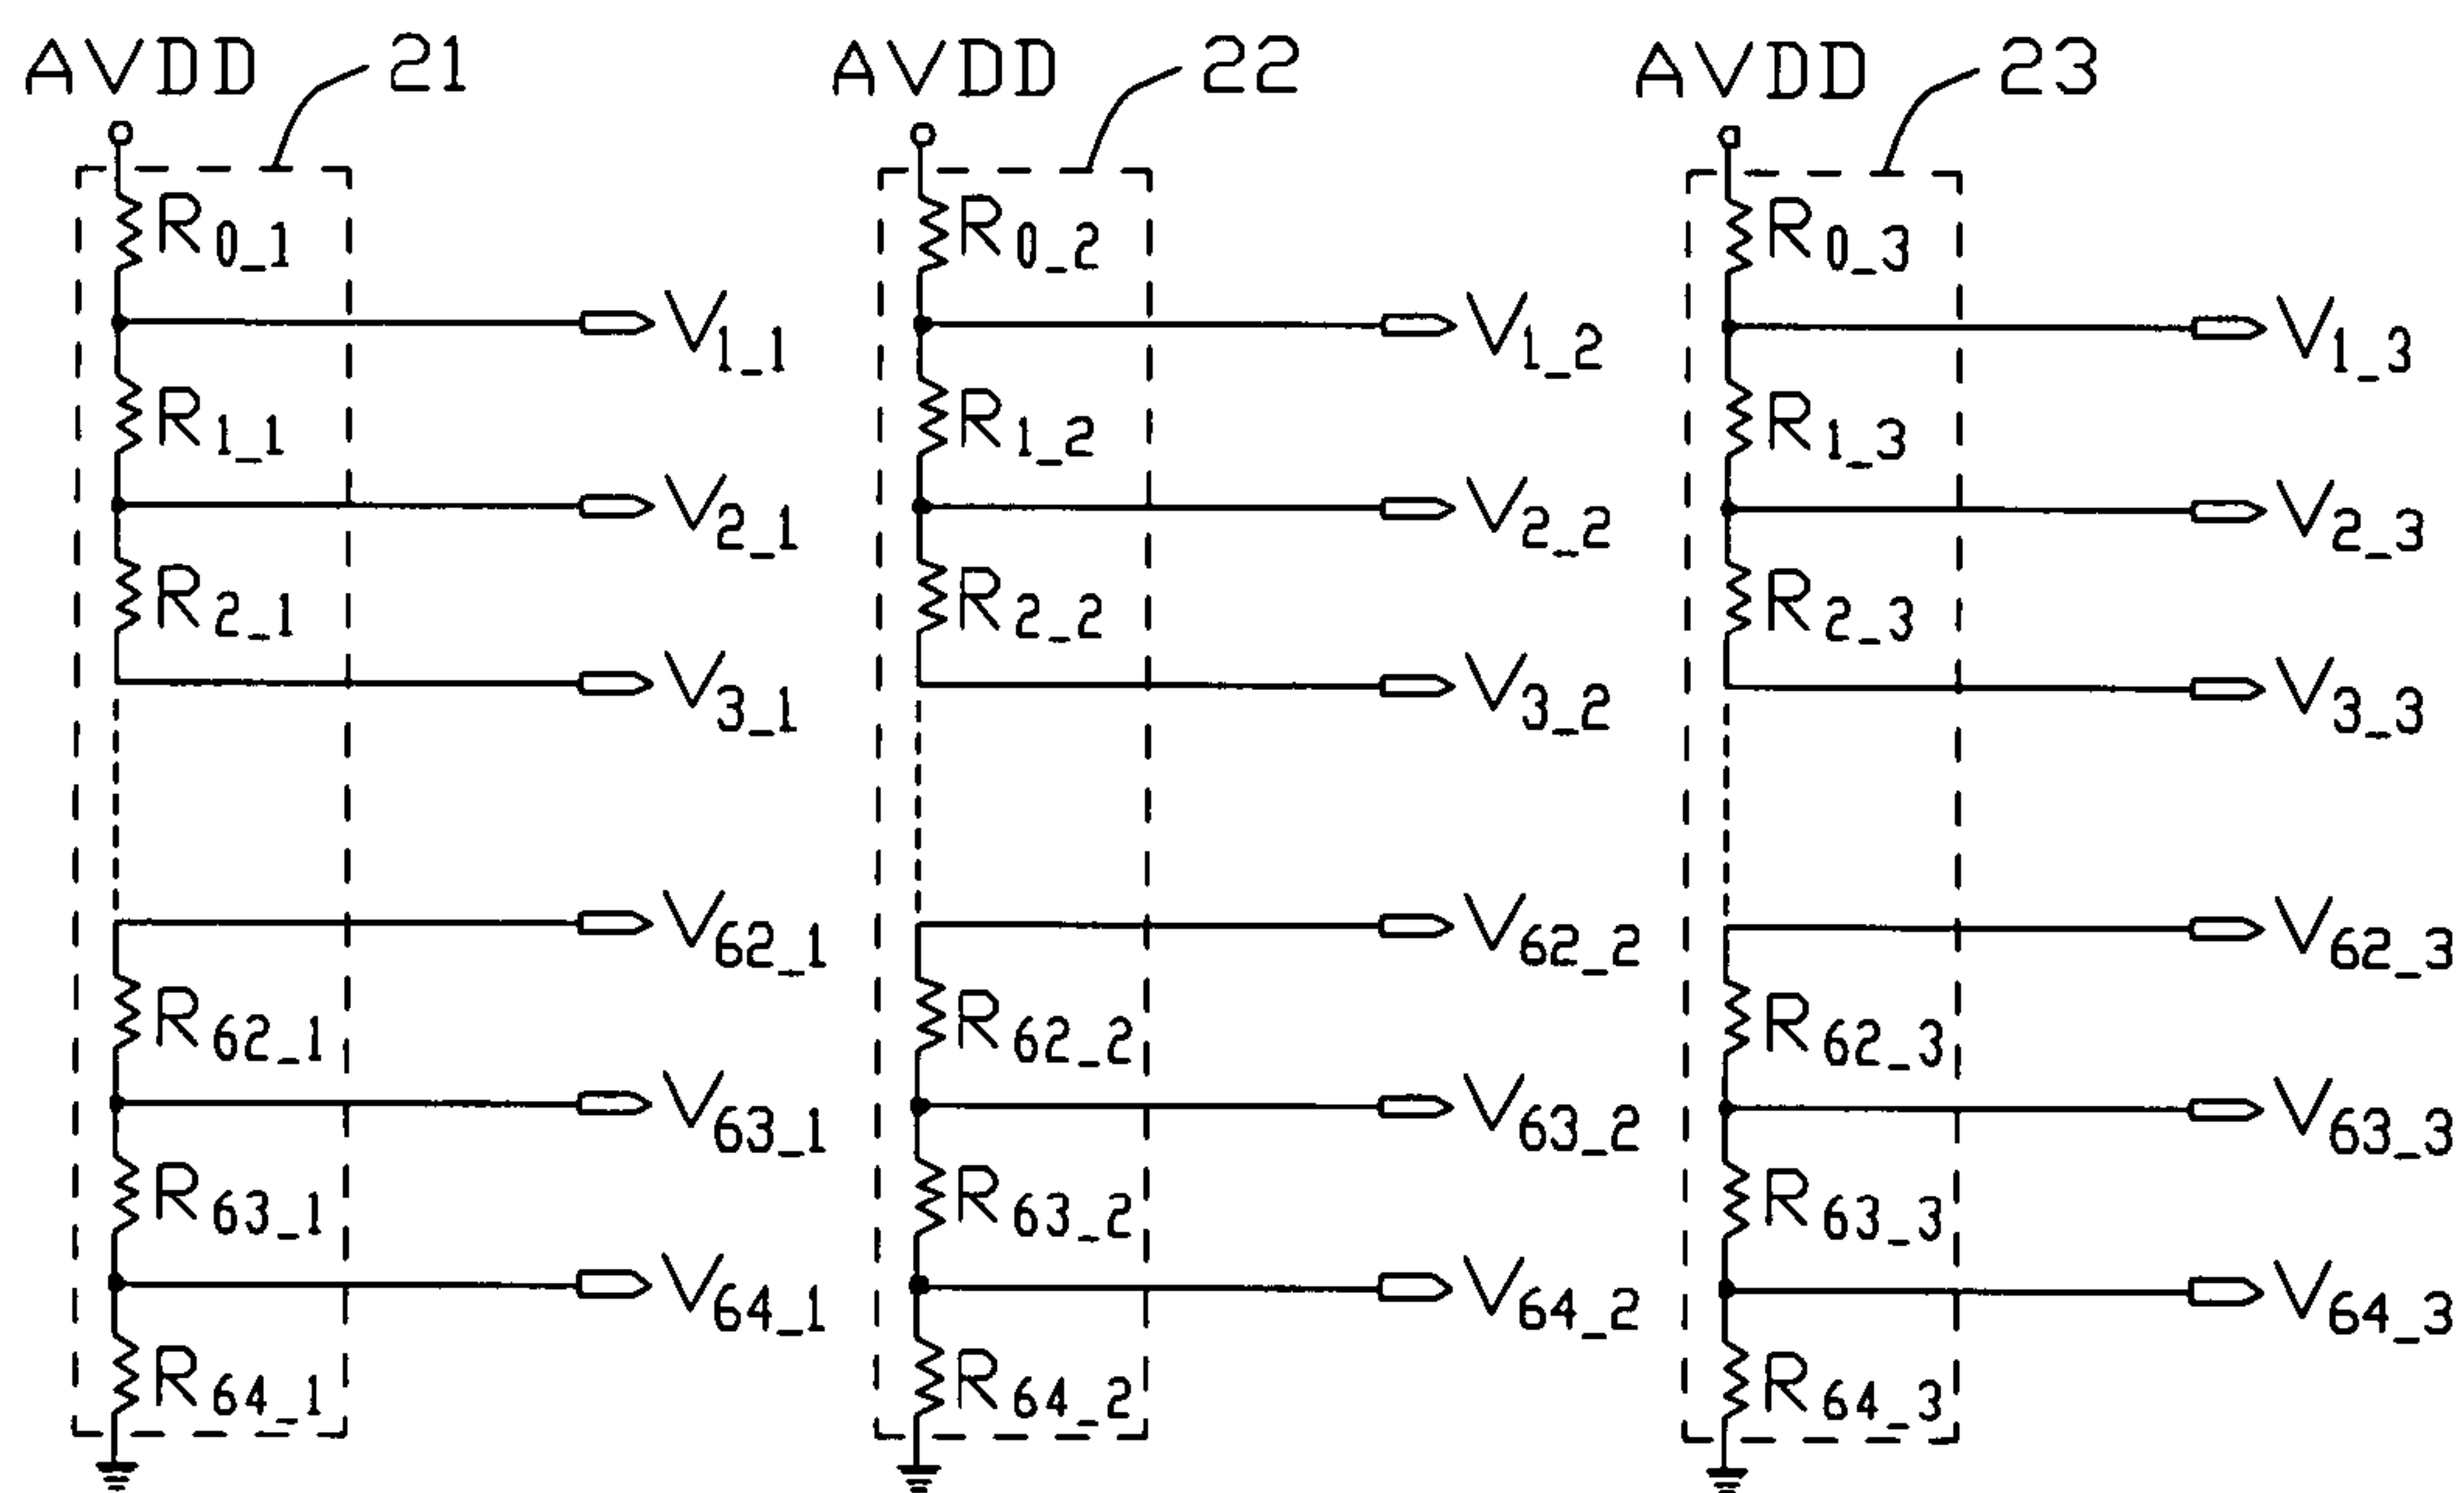 AVDD 21 AVDD 22 AVDD 23
R0_1 R0_2 R0_3
V1_1 V1_2 V1_3
R1_1 R1_2 R1_3
V2_1 V2_2 V2_3
R2_1 R2_2 R2_3
V3_1 V3_2 V3_3
V62_1 V62_2 V62_3
R62_1 R62_2 R62_3
V63_1 V63_2 V63_3
R63_1 R63_2 R63_3
V64_1 V64_2 V64_3
R64_1 R64_2 R64_3